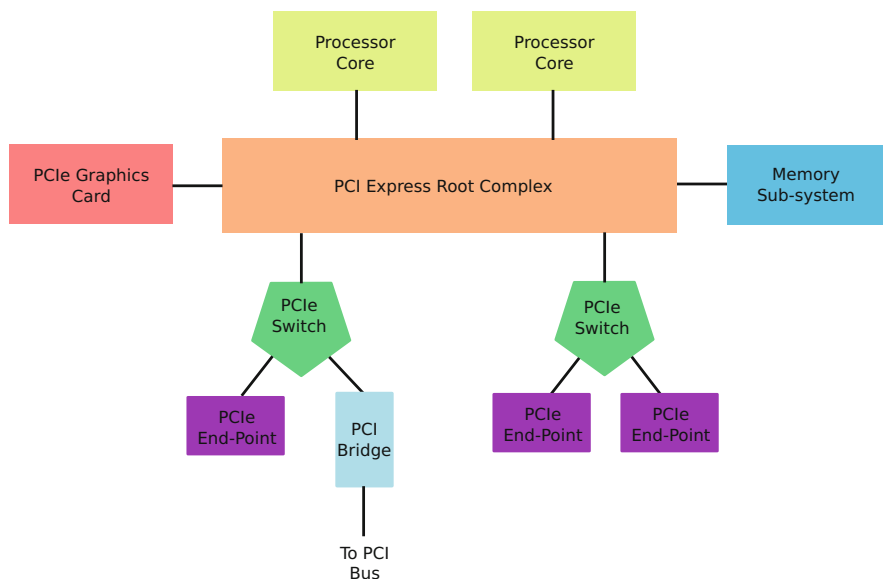 Processor
Core
Processor
Core
PCIe Graphics
Card
PCI Express Root Complex
Memory
Sub-system
PCIe
Switch
PCIe
Switch
PCIe
End-Point
PCI
Bridge
PCIe
End-Point
PCIe
End-Point
To PCI
Bus